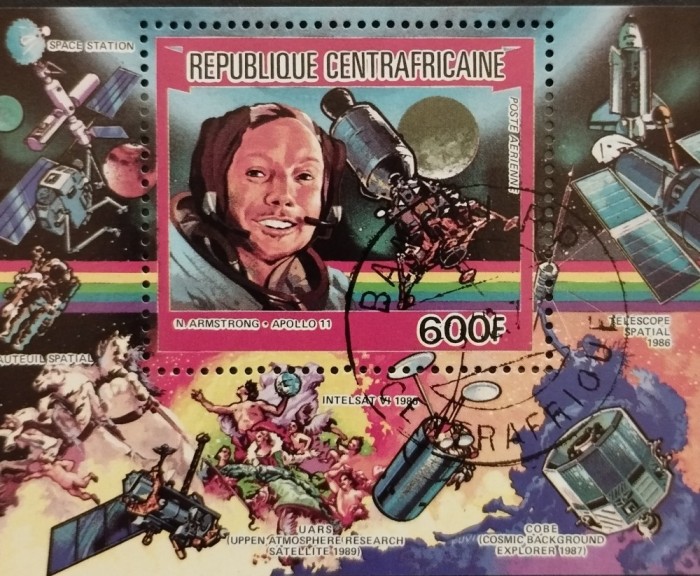 SPACE STATION
REPUBLIQUE CENTRAFRICAINE
POSTE AERIENNE
N. ARMSTRONG • APOLLO 11
600F
TELESCOPE
SPATIAL
1986
AUTEUIL SPATIAL
INTELSAT VI 1986
UARS
(UPPEN ATMOSPHERE RESEARCH
SATELLITE 1989)
COBE
(COSMIC BACKGROUND
EXPLORER 1987)